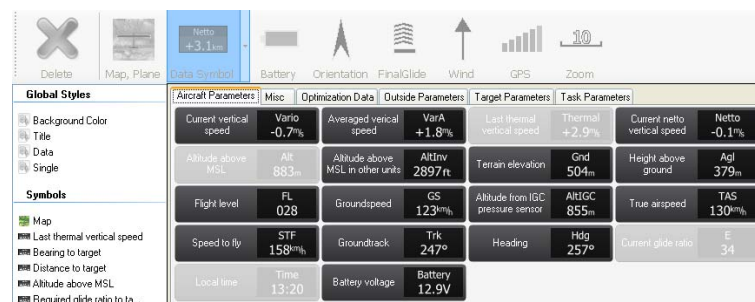 Netto
+3.1km
10
Delete
Map, Plane
Data Symbol
Battery
Orientation
FinalGlide
Wind
GPS
Zoom
Global Styles
Background Color
Title
Data
Single
Symbols
Map
Last thermal vertical speed
Bearing to target
Distance to target
Altitude above MSL
Required glide ratio to ta...
Aircraft Parameters
Misc
Optimization Data
Outside Parameters
Target Parameters
Task Parameters
Current vertical speed
Vario
-0.7m/s
Averaged verical speed
VarA
+1.8m/s
Last thermal vertical speed
Thermal
+2.9m/s
Current netto vertical speed
Netto
-0.1m/s
Altitude above MSL
Alt
883m
Altitude above MSL in other units
AltInv
2897ft
Terrain elevation
Gnd
504m
Height above ground
Agl
379m
Flight level
FL
028
Groundspeed
GS
123km/h
Altitude from IGC pressure sensor
AltIGC
855m
True airspeed
TAS
130km/h
Speed to fly
STF
158km/h
Groundtrack
Trk
247°
Heading
Hdg
257°
Current glide ratio
E
34
Local time
Time
13:20
Battery voltage
Battery
12.9V